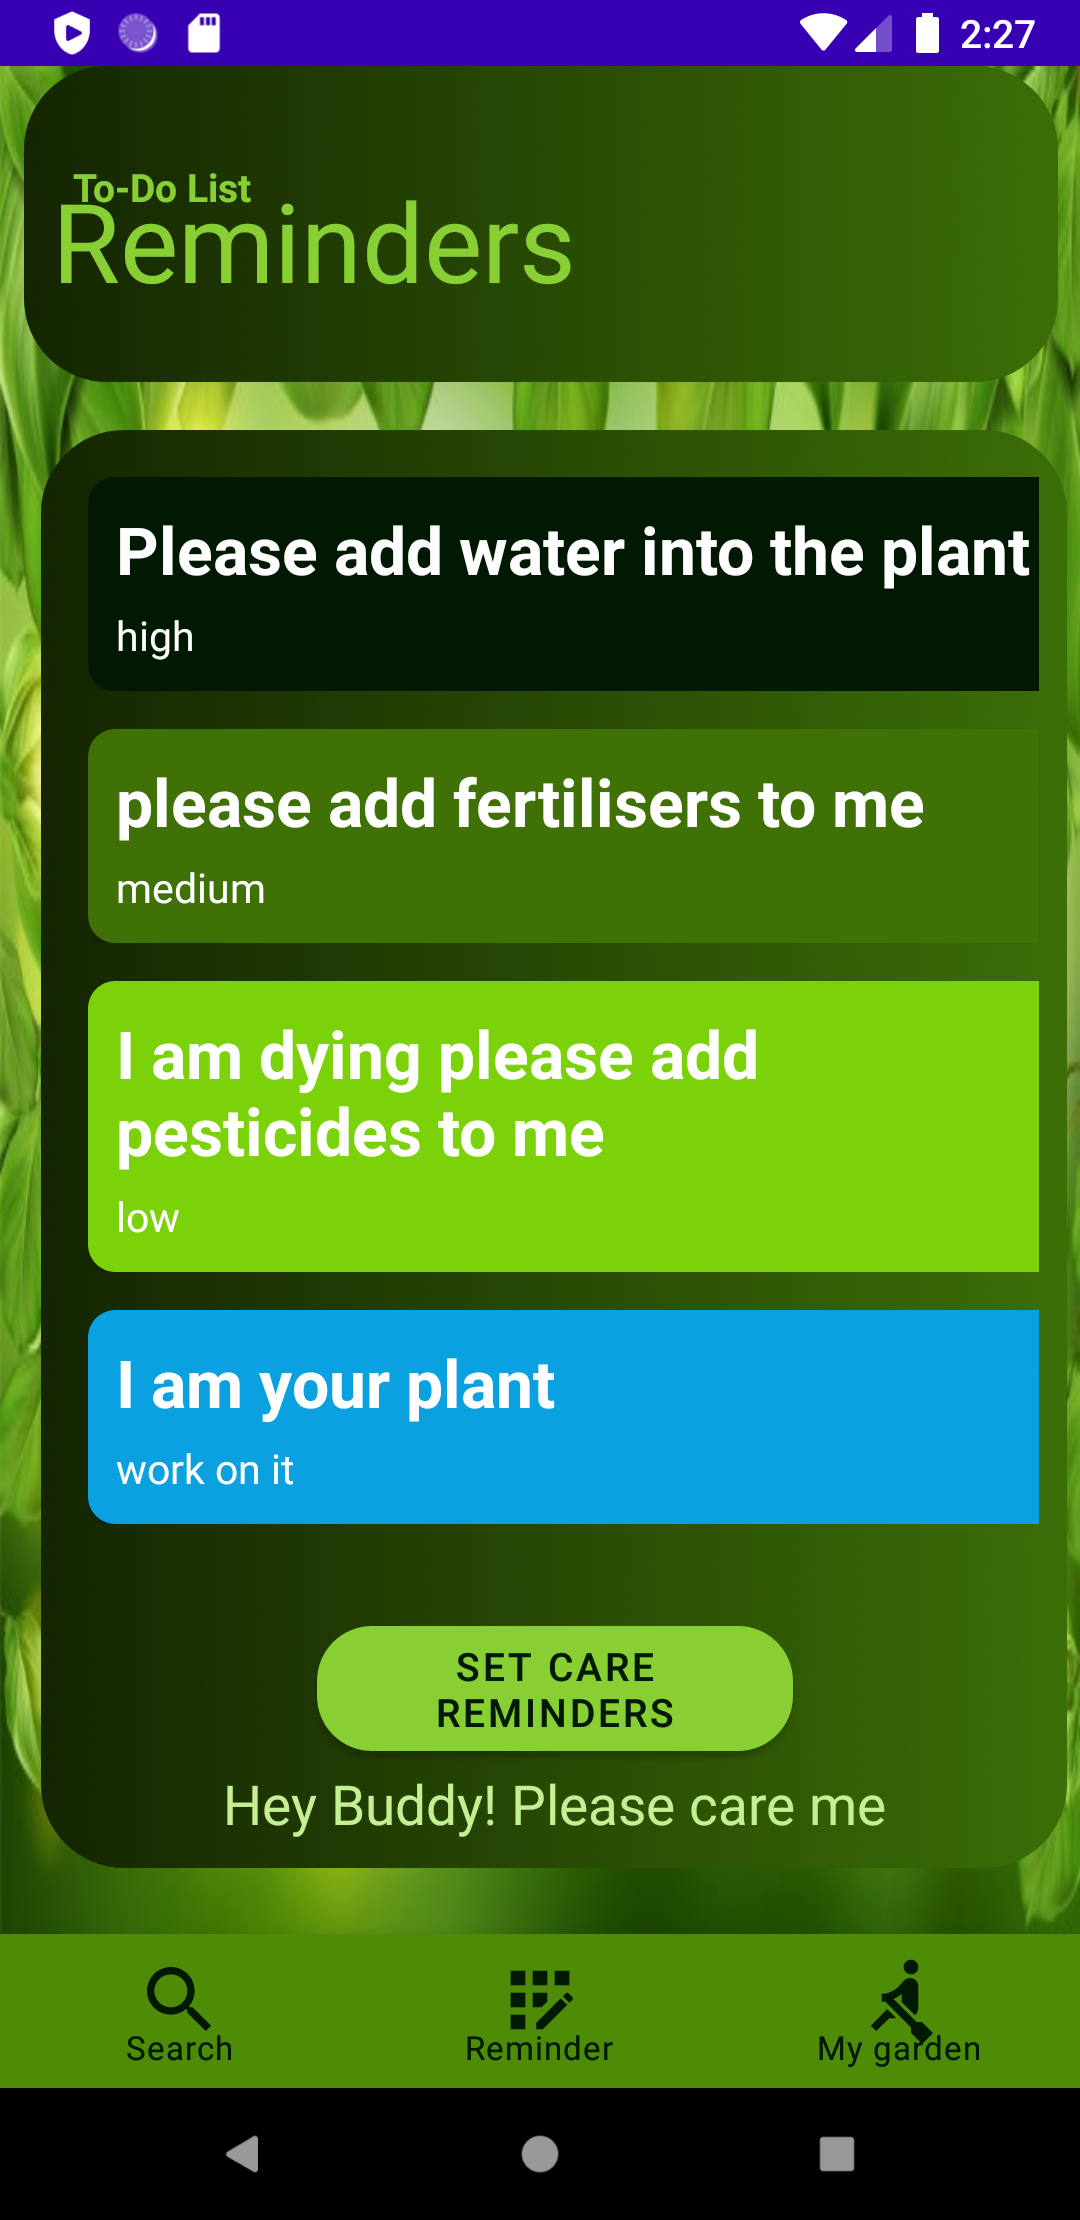 2:27
To-Do List
Reminders
Please add water into the plant
high
please add fertilisers to me
medium
I am dying please add
pesticides to me
low
I am your plant
work on it
SET CARE
REMINDERS
Hey Buddy! Please care me
Search
Reminder
My garden